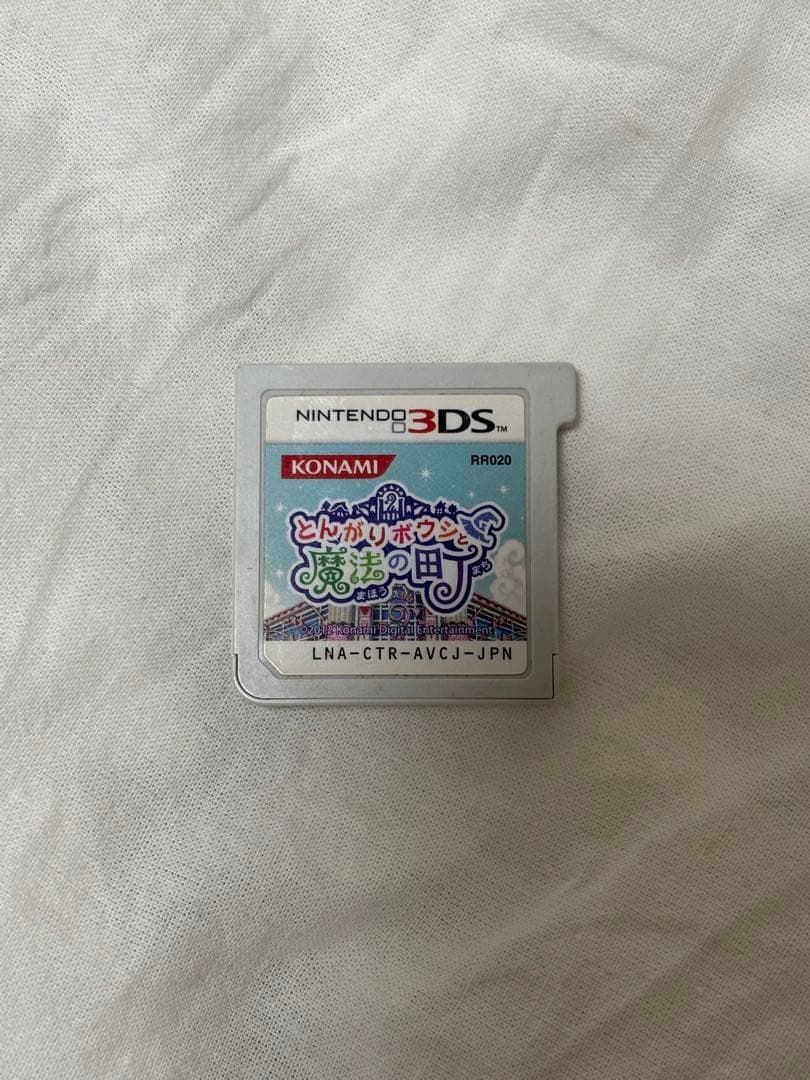 NINTENDO 3DS™
KONAMI
RR020
とんがりボウシと
魔法の町
まほう
まち
©2012 Konami Digital Entertainment
LNA-CTR-AVCJ-JPN